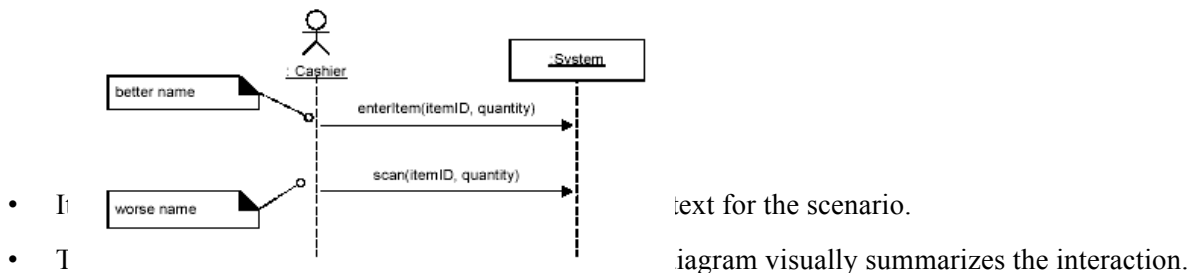 : Cashier
:System
better name
enterItem(itemID, quantity)
scan(itemID, quantity)
worse name
• text for the scenario.
• diagram visually summarizes the interaction.